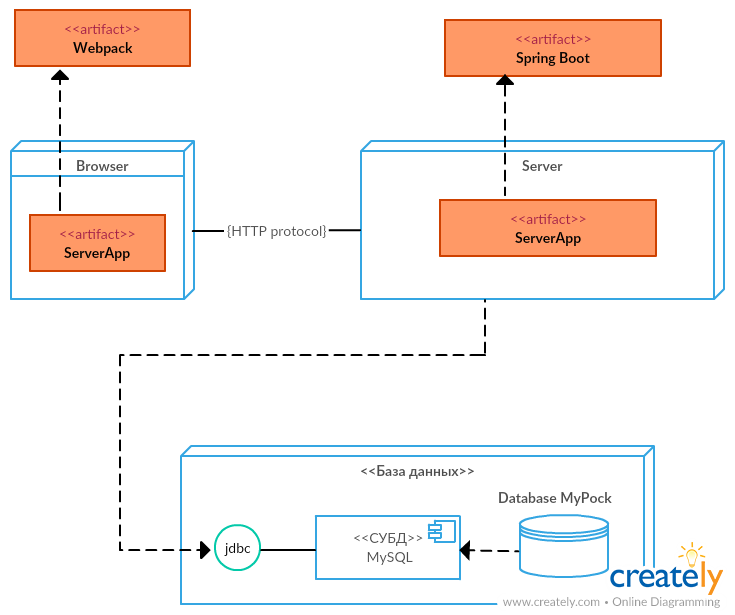 <<artifact>>
Webpack
<<artifact>>
Spring Boot
Browser
Server
<<artifact>>
ServerApp
{HTTP protocol}
<<artifact>>
ServerApp
<<База данных>>
Database MyPock
jdbc
<<СУБД>>
MySQL
creately
www.creately.com • Online Diagramming